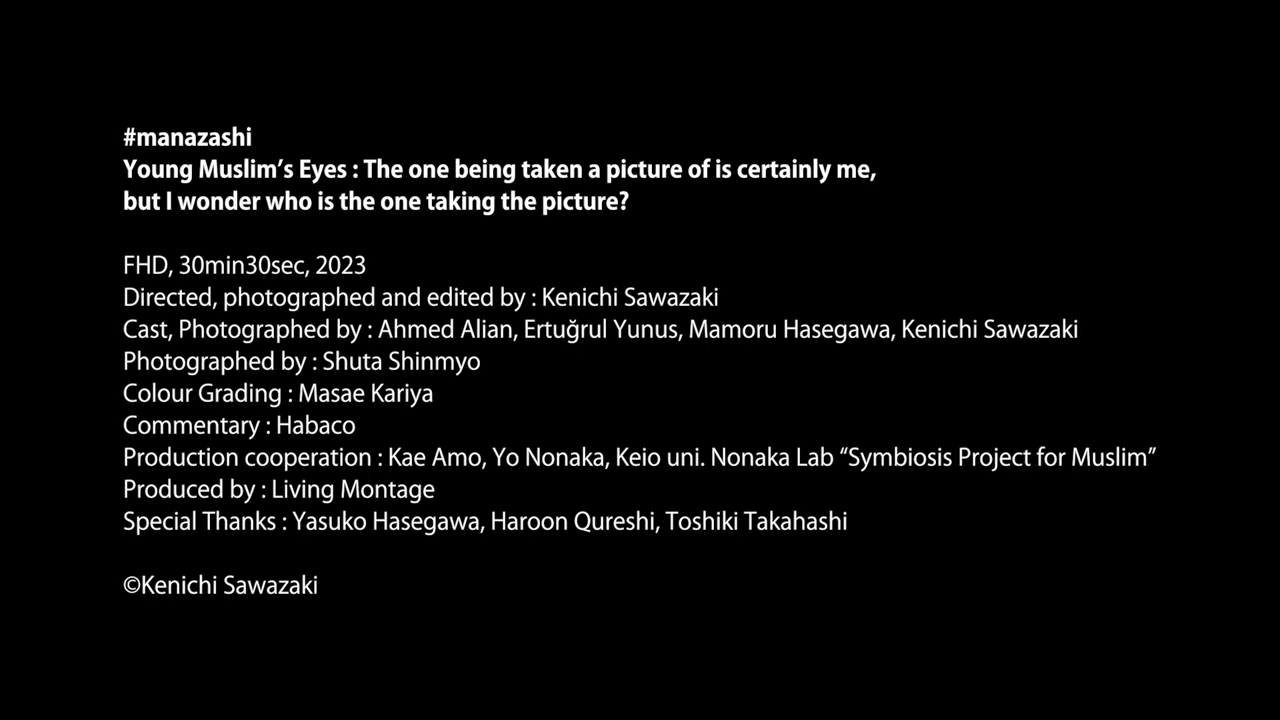 #manazashi
Young Muslim’s Eyes : The one being taken a picture of is certainly me,
but I wonder who is the one taking the picture?
FHD, 30min30sec, 2023
Directed, photographed and edited by : Kenichi Sawazaki
Cast, Photographed by : Ahmed Alian, Ertuğrul Yunus, Mamoru Hasegawa, Kenichi Sawazaki
Photographed by : Shuta Shinmyo
Colour Grading : Masae Kariya
Commentary : Habaco
Production cooperation : Kae Amo, Yo Nonaka, Keio uni. Nonaka Lab “Symbiosis Project for Muslim”
Produced by : Living Montage
Special Thanks : Yasuko Hasegawa, Haroon Qureshi, Toshiki Takahashi
©Kenichi Sawazaki